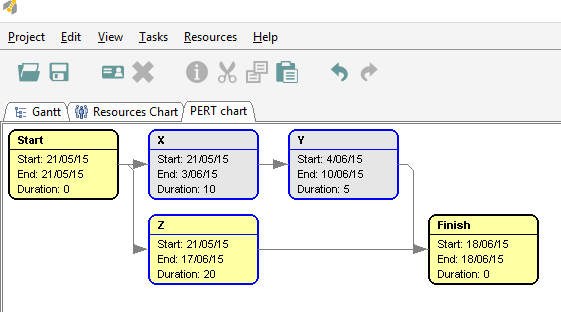 Project Edit View Tasks Resources Help
Gantt Resources Chart PERT chart
Start
Start: 21/05/15
End: 21/05/15
Duration: 0
X
Start: 21/05/15
End: 3/06/15
Duration: 10
Y
Start: 4/06/15
End: 10/06/15
Duration: 5
Z
Start: 21/05/15
End: 17/06/15
Duration: 20
Finish
Start: 18/06/15
End: 18/06/15
Duration: 0